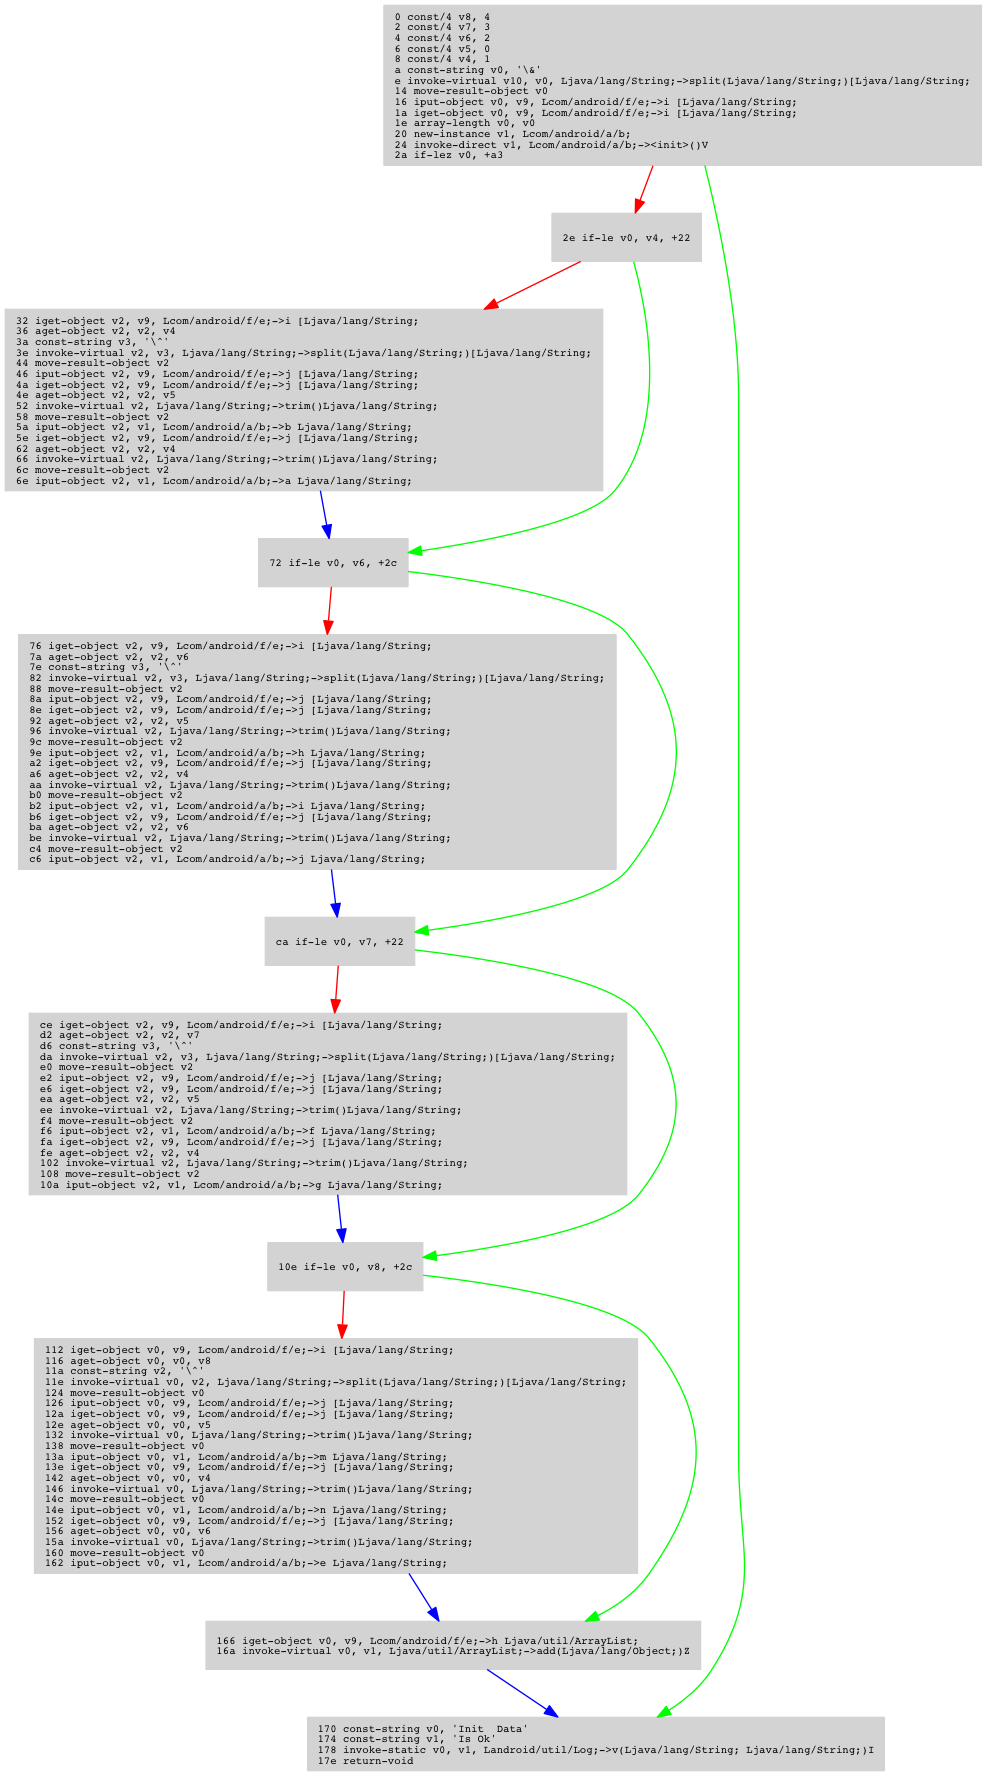 0 const/4 v8, 4
2 const/4 v7, 3
4 const/4 v6, 2
6 const/4 v5, 0
8 const/4 v4, 1
a const-string v0, '\&'
e invoke-virtual v10, v0, Ljava/lang/String;->split(Ljava/lang/String;)[Ljava/lang/String;
14 move-result-object v0
16 iput-object v0, v9, Lcom/android/f/e;->i [Ljava/lang/String;
1a iget-object v0, v9, Lcom/android/f/e;->i [Ljava/lang/String;
1e array-length v0, v0
20 new-instance v1, Lcom/android/a/b;
24 invoke-direct v1, Lcom/android/a/b;-><init>()V
2a if-lez v0, +a3
2e if-le v0, v4, +22
32 iget-object v2, v9, Lcom/android/f/e;->i [Ljava/lang/String;
36 aget-object v2, v2, v4
3a const-string v3, '\^'
3e invoke-virtual v2, v3, Ljava/lang/String;->split(Ljava/lang/String;)[Ljava/lang/String;
44 move-result-object v2
46 iput-object v2, v9, Lcom/android/f/e;->j [Ljava/lang/String;
4a iget-object v2, v9, Lcom/android/f/e;->j [Ljava/lang/String;
4e aget-object v2, v2, v5
52 invoke-virtual v2, Ljava/lang/String;->trim()Ljava/lang/String;
58 move-result-object v2
5a iput-object v2, v1, Lcom/android/a/b;->b Ljava/lang/String;
5e iget-object v2, v9, Lcom/android/f/e;->j [Ljava/lang/String;
62 aget-object v2, v2, v4
66 invoke-virtual v2, Ljava/lang/String;->trim()Ljava/lang/String;
6c move-result-object v2
6e iput-object v2, v1, Lcom/android/a/b;->a Ljava/lang/String;
72 if-le v0, v6, +2c
76 iget-object v2, v9, Lcom/android/f/e;->i [Ljava/lang/String;
7a aget-object v2, v2, v6
7e const-string v3, '\^'
82 invoke-virtual v2, v3, Ljava/lang/String;->split(Ljava/lang/String;)[Ljava/lang/String;
88 move-result-object v2
8a iput-object v2, v9, Lcom/android/f/e;->j [Ljava/lang/String;
8e iget-object v2, v9, Lcom/android/f/e;->j [Ljava/lang/String;
92 aget-object v2, v2, v5
96 invoke-virtual v2, Ljava/lang/String;->trim()Ljava/lang/String;
9c move-result-object v2
9e iput-object v2, v1, Lcom/android/a/b;->h Ljava/lang/String;
a2 iget-object v2, v9, Lcom/android/f/e;->j [Ljava/lang/String;
a6 aget-object v2, v2, v4
aa invoke-virtual v2, Ljava/lang/String;->trim()Ljava/lang/String;
b0 move-result-object v2
b2 iput-object v2, v1, Lcom/android/a/b;->i Ljava/lang/String;
b6 iget-object v2, v9, Lcom/android/f/e;->j [Ljava/lang/String;
ba aget-object v2, v2, v6
be invoke-virtual v2, Ljava/lang/String;->trim()Ljava/lang/String;
c4 move-result-object v2
c6 iput-object v2, v1, Lcom/android/a/b;->j Ljava/lang/String;
ca if-le v0, v7, +22
ce iget-object v2, v9, Lcom/android/f/e;->i [Ljava/lang/String;
d2 aget-object v2, v2, v7
d6 const-string v3, '\^'
da invoke-virtual v2, v3, Ljava/lang/String;->split(Ljava/lang/String;)[Ljava/lang/String;
e0 move-result-object v2
e2 iput-object v2, v9, Lcom/android/f/e;->j [Ljava/lang/String;
e6 iget-object v2, v9, Lcom/android/f/e;->j [Ljava/lang/String;
ea aget-object v2, v2, v5
ee invoke-virtual v2, Ljava/lang/String;->trim()Ljava/lang/String;
f4 move-result-object v2
f6 iput-object v2, v1, Lcom/android/a/b;->f Ljava/lang/String;
fa iget-object v2, v9, Lcom/android/f/e;->j [Ljava/lang/String;
fe aget-object v2, v2, v4
102 invoke-virtual v2, Ljava/lang/String;->trim()Ljava/lang/String;
108 move-result-object v2
10a iput-object v2, v1, Lcom/android/a/b;->g Ljava/lang/String;
10e if-le v0, v8, +2c
112 iget-object v0, v9, Lcom/android/f/e;->i [Ljava/lang/String;
116 aget-object v0, v0, v8
11a const-string v2, '\^'
11e invoke-virtual v0, v2, Ljava/lang/String;->split(Ljava/lang/String;)[Ljava/lang/String;
124 move-result-object v0
126 iput-object v0, v9, Lcom/android/f/e;->j [Ljava/lang/String;
12a iget-object v0, v9, Lcom/android/f/e;->j [Ljava/lang/String;
12e aget-object v0, v0, v5
132 invoke-virtual v0, Ljava/lang/String;->trim()Ljava/lang/String;
138 move-result-object v0
13a iput-object v0, v1, Lcom/android/a/b;->m Ljava/lang/String;
13e iget-object v0, v9, Lcom/android/f/e;->j [Ljava/lang/String;
142 aget-object v0, v0, v4
146 invoke-virtual v0, Ljava/lang/String;->trim()Ljava/lang/String;
14c move-result-object v0
14e iput-object v0, v1, Lcom/android/a/b;->n Ljava/lang/String;
152 iget-object v0, v9, Lcom/android/f/e;->j [Ljava/lang/String;
156 aget-object v0, v0, v6
15a invoke-virtual v0, Ljava/lang/String;->trim()Ljava/lang/String;
160 move-result-object v0
162 iput-object v0, v1, Lcom/android/a/b;->e Ljava/lang/String;
166 iget-object v0, v9, Lcom/android/f/e;->h Ljava/util/ArrayList;
16a invoke-virtual v0, v1, Ljava/util/ArrayList;->add(Ljava/lang/Object;)Z
170 const-string v0, 'Init  Data'
174 const-string v1, 'Is Ok'
178 invoke-static v0, v1, Landroid/util/Log;->v(Ljava/lang/String; Ljava/lang/String;)I
17e return-void